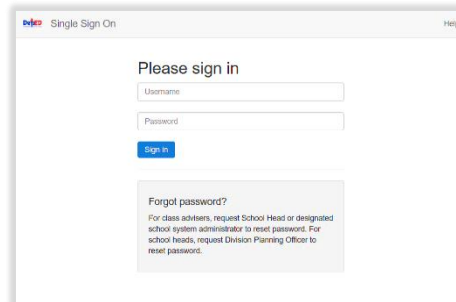 DepED Single Sign On Help
Please sign in
Username
Password
Sign in
Forgot password?
For class advisers, request School Head or designated
school system administrator to reset password. For
school heads, request Division Planning Officer to
reset password.